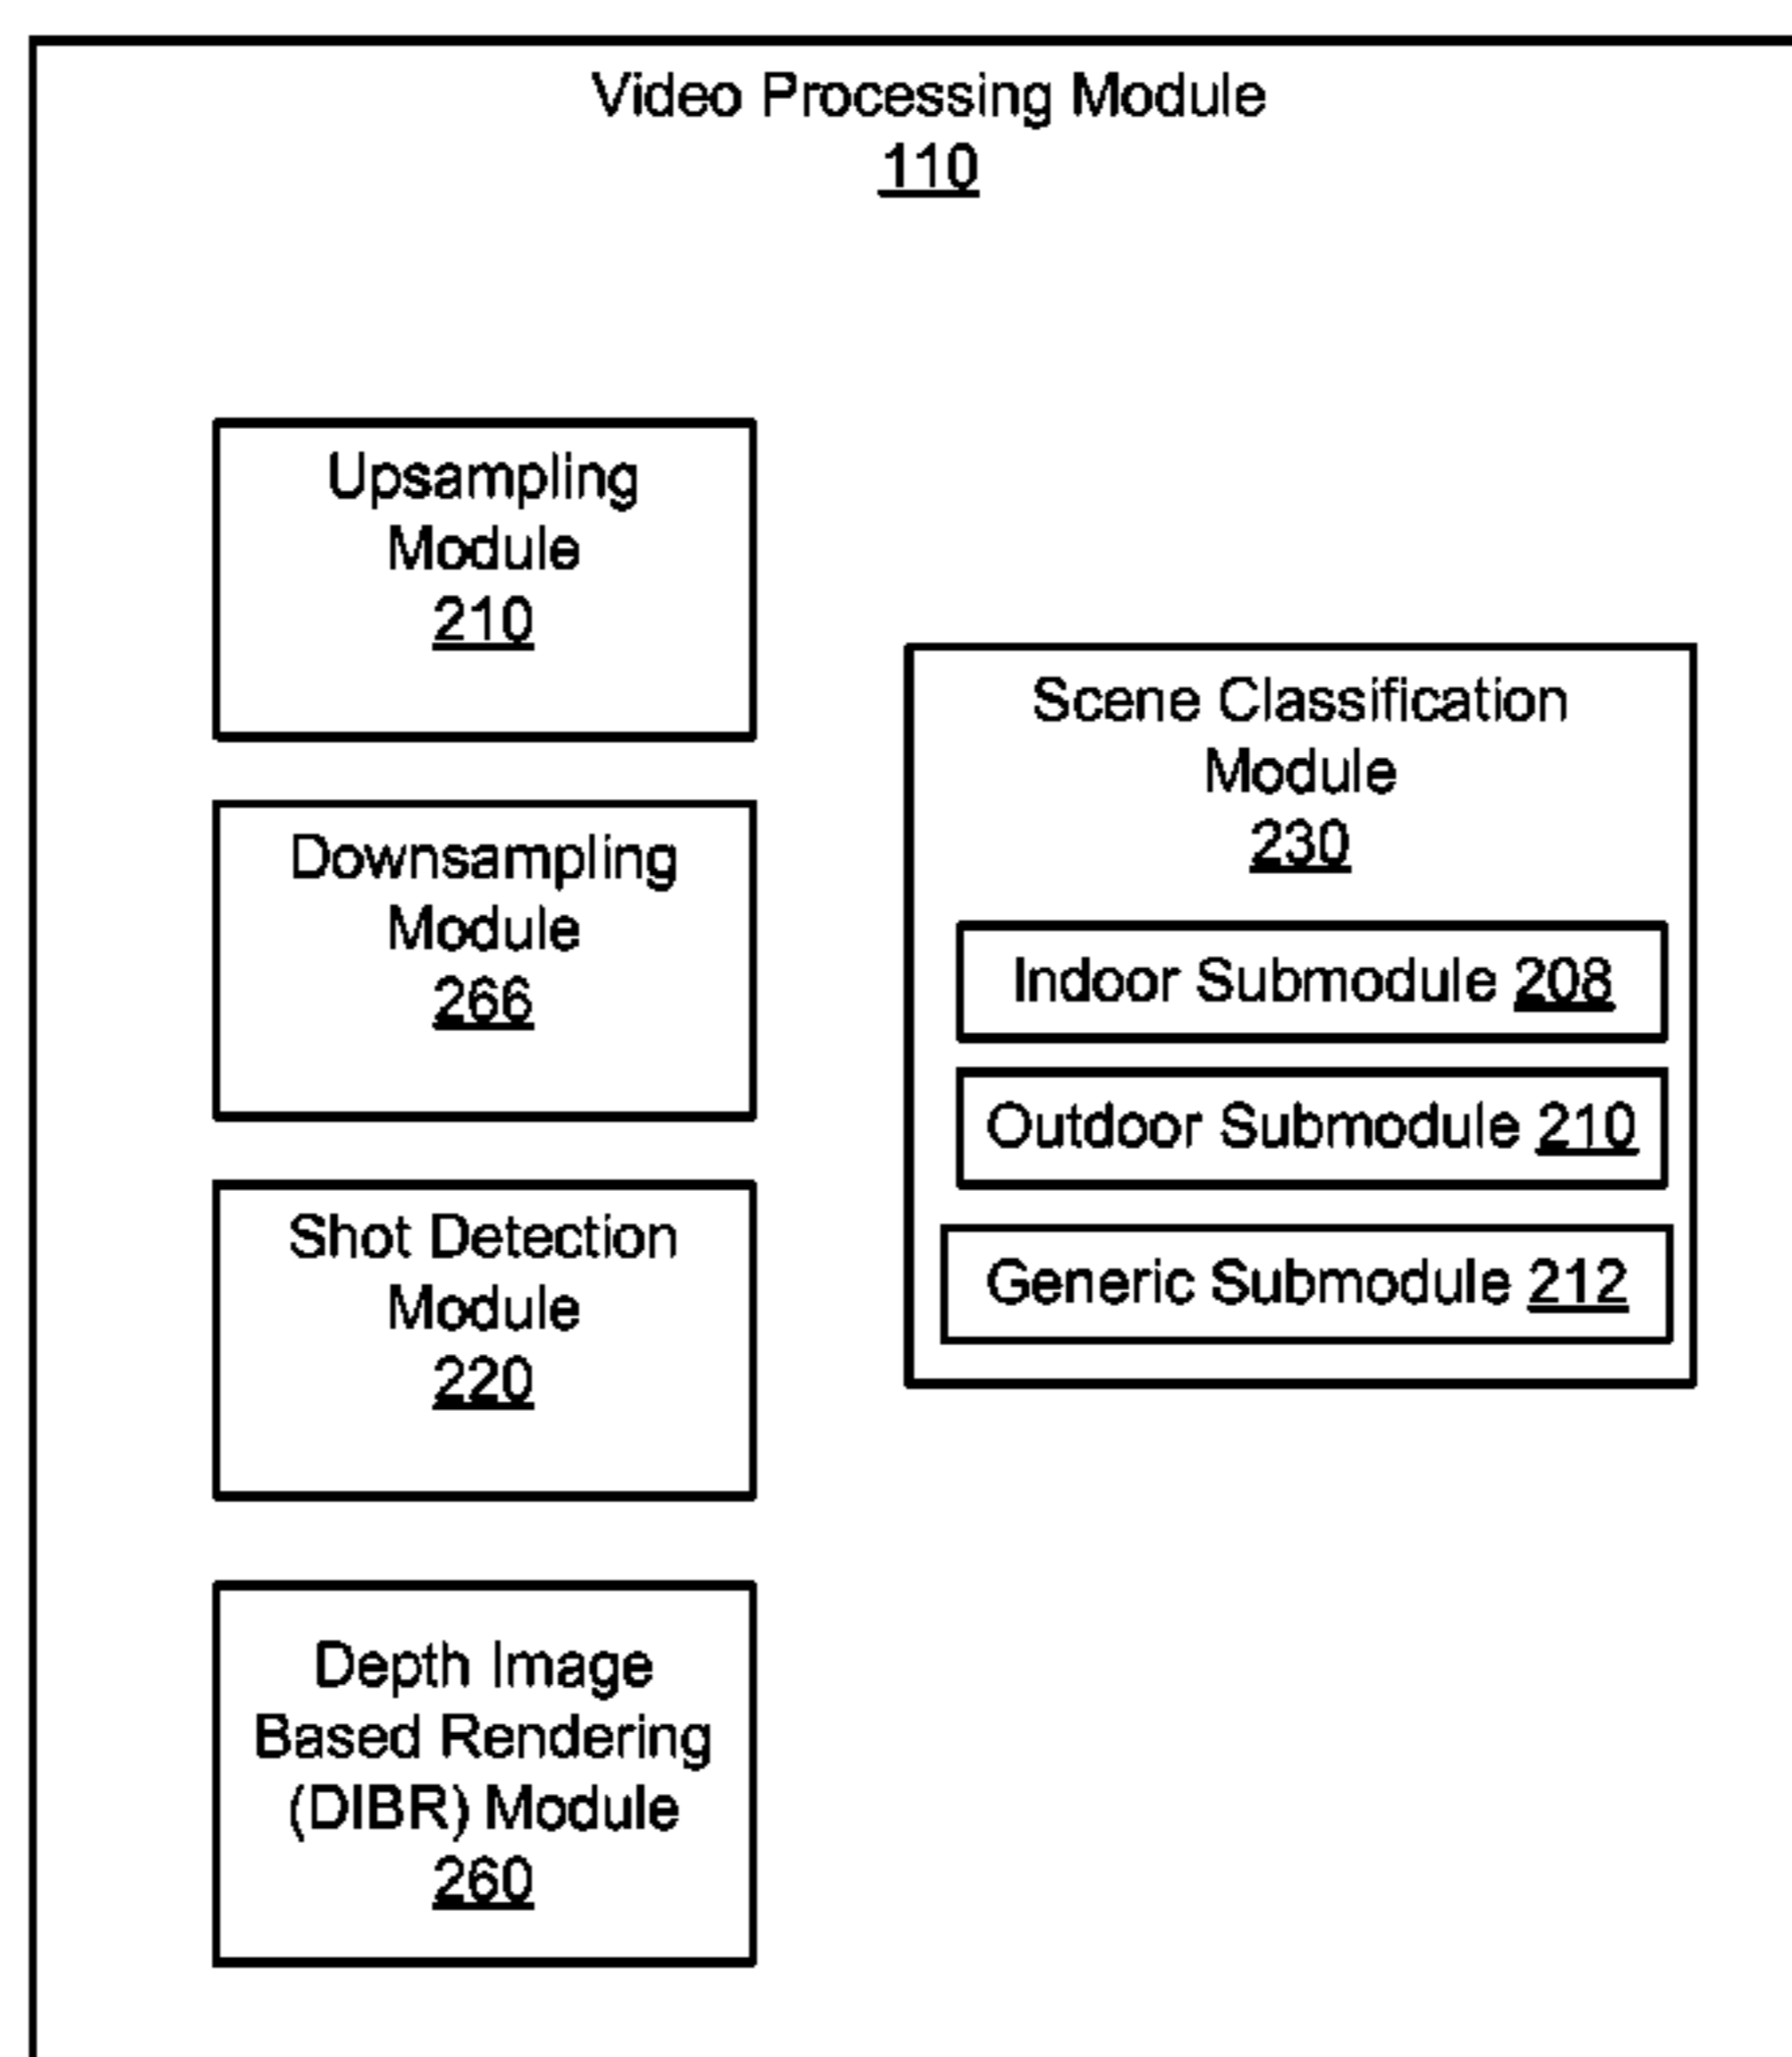 Video Processing Module
110
Upsampling
Module
210
Downsampling
Module
266
Shot Detection
Module
220
Depth Image
Based Rendering
(DIBR) Module
260
Scene Classification
Module
230
Indoor Submodule 208
Outdoor Submodule 210
Generic Submodule 212